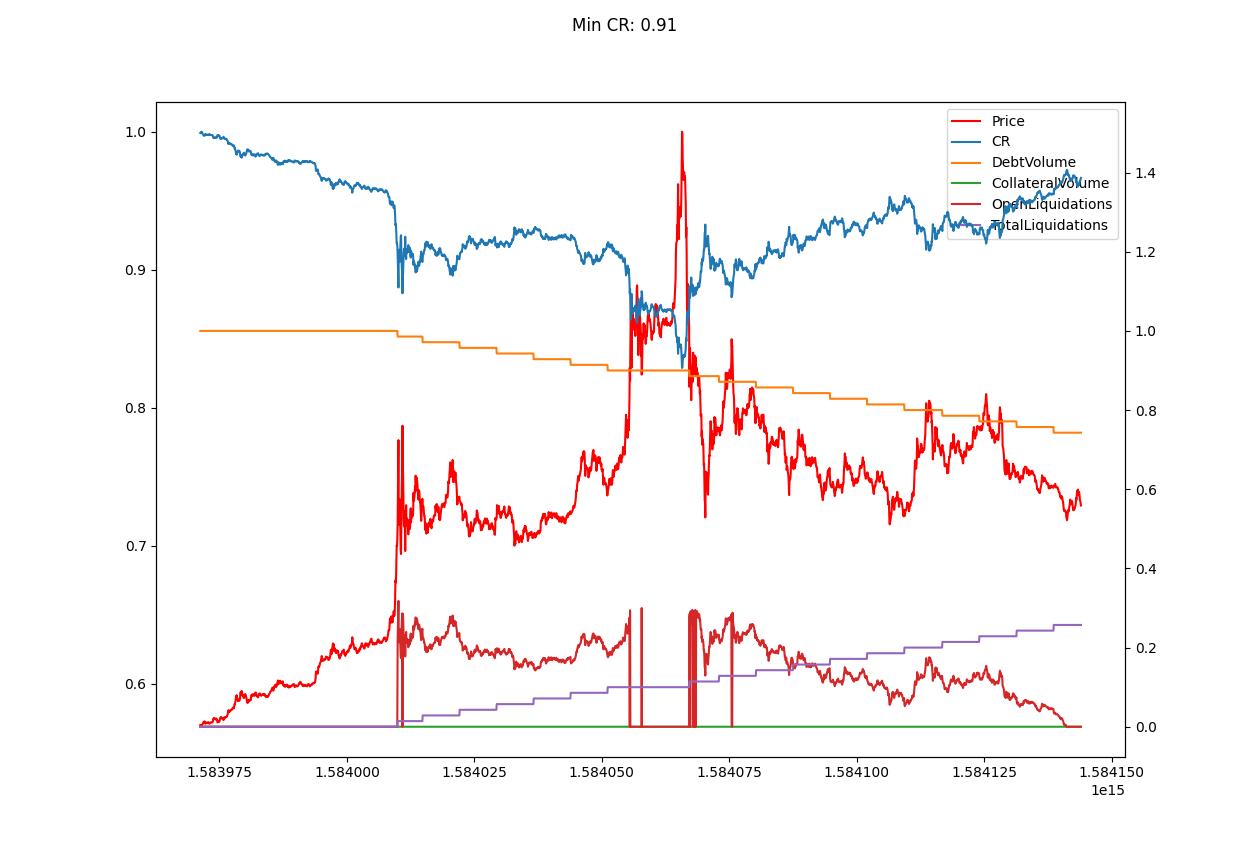 Min CR: 0.91
1.0
0.9
0.8
0.7
0.6
Price
CR
DebtVolume
CollateralVolume
OpenLiquidations
TotalLiquidations
1.4
1.2
1.0
0.8
0.6
0.4
0.2
0.0
1.583975 1.584000 1.584025 1.584050 1.584075 1.584100 1.584125 1.584150
1e15